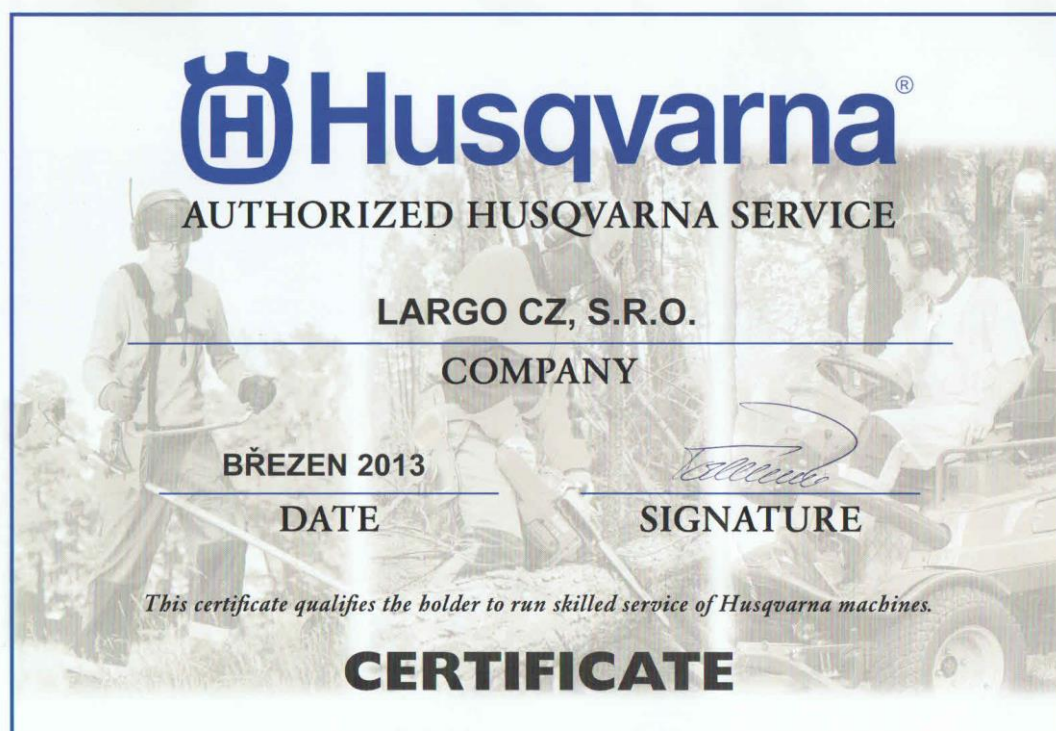 H Husqvarna®
AUTHORIZED HUSQVARNA SERVICE
LARGO CZ, S.R.O.
COMPANY
BŘEZEN 2013
DATE
SIGNATURE
This certificate qualifies the holder to run skilled service of Husqvarna machines.
CERTIFICATE